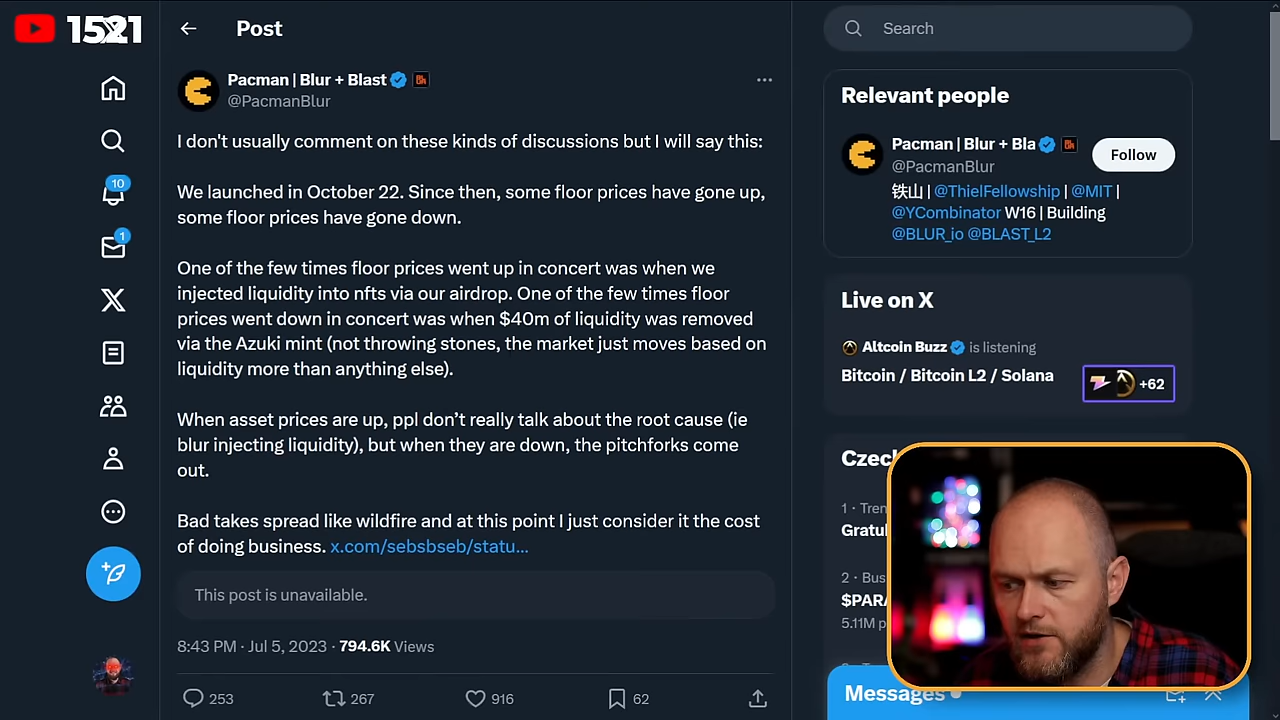 1521
Post
Search
Pacman | Blur + Blast
@PacmanBlur
I don't usually comment on these kinds of discussions but I will say this:
We launched in October 22. Since then, some floor prices have gone up,
some floor prices have gone down.
One of the few times floor prices went up in concert was when we
injected liquidity into nfts via our airdrop. One of the few times floor
prices went down in concert was when $40m of liquidity was removed
via the Azuki mint (not throwing stones, the market just moves based on
liquidity more than anything else).
When asset prices are up, ppl don’t really talk about the root cause (ie
blur injecting liquidity), but when they are down, the pitchforks come
out.
Bad takes spread like wildfire and at this point I just consider it the cost
of doing business. x.com/sebsbseb/statu...
This post is unavailable.
8:43 PM · Jul 5, 2023 · 794.6K Views
253 267 916 62
10
1
Relevant people
Pacman | Blur + Bla
@PacmanBlur
Follow
铁山 | @ThielFellowship | @MIT |
@YCombinator W16 | Building
@BLUR_io @BLAST_L2
Live on X
Altcoin Buzz is listening
Bitcoin / Bitcoin L2 / Solana
+62
1 · Tren
2 · Bus
$PARA
5.11M p
Messages